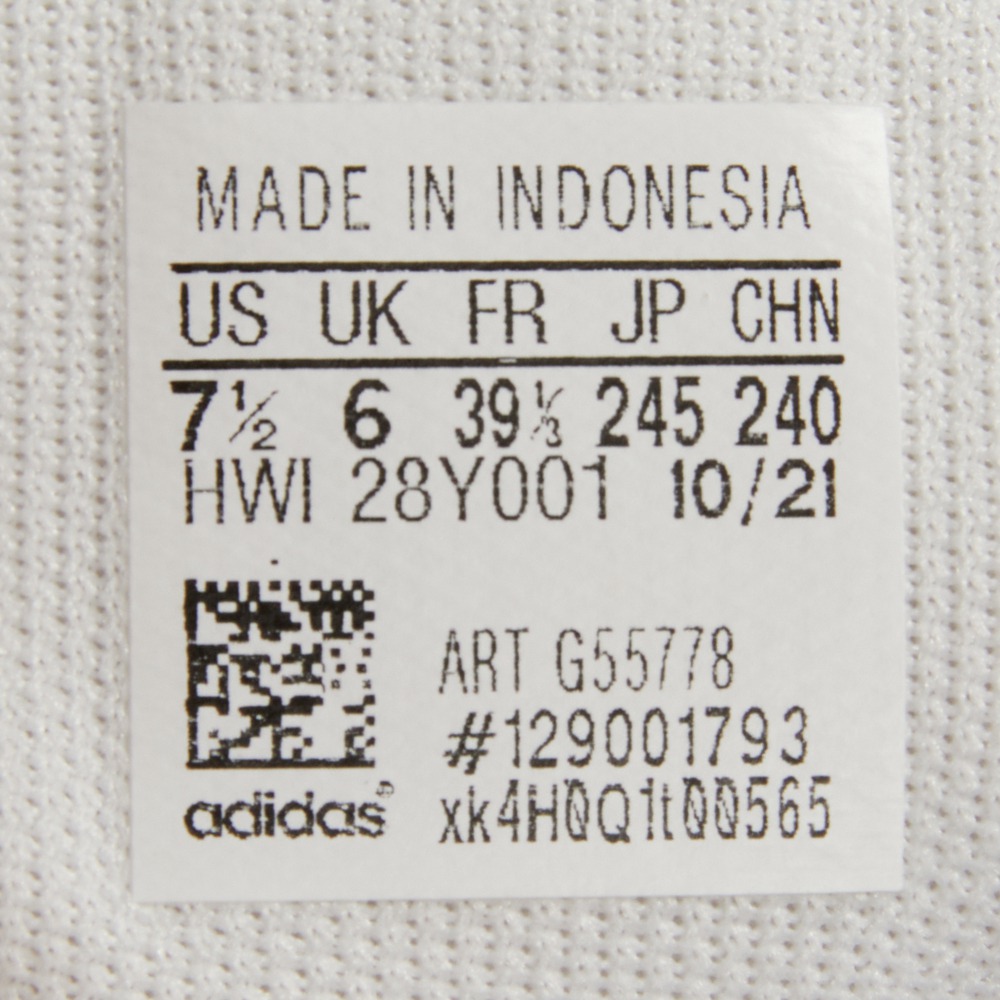 MADE IN INDONESIA
US UK FR JP CHN
7½ 6 39⅓ 245 240
HWI 28Y001 10/21
ART G55778
#129001793
adidas® xk4H0Q1t00565